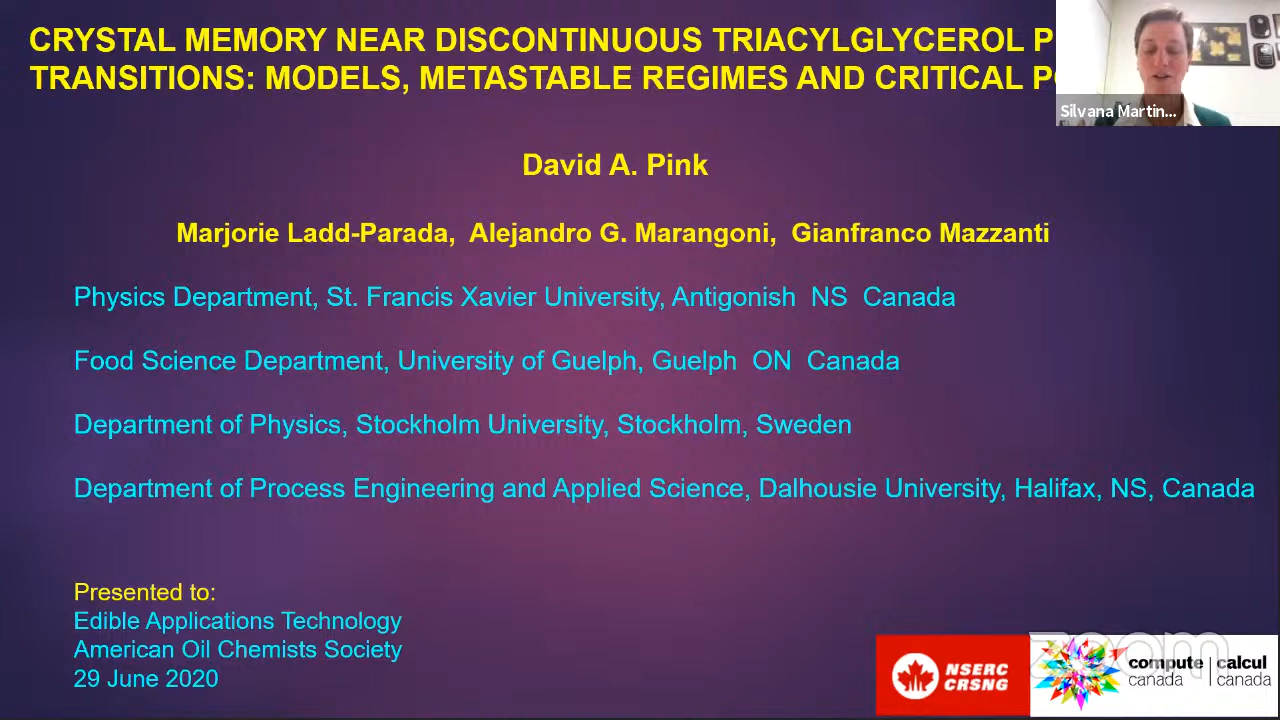 CRYSTAL MEMORY NEAR DISCONTINUOUS TRIACYLGLYCEROL
TRANSITIONS: MODELS, METASTABLE REGIMES AND CRITICAL
Silvana Martin...
David A. Pink
Marjorie Ladd-Parada, Alejandro G. Marangoni, Gianfranco Mazzanti
Physics Department, St. Francis Xavier University, Antigonish NS Canada
Food Science Department, University of Guelph, Guelph ON Canada
Department of Physics, Stockholm University, Stockholm, Sweden
Department of Process Engineering and Applied Science, Dalhousie University, Halifax, NS, Canada
Presented to:
Edible Applications Technology
American Oil Chemists Society
29 June 2020
NSERC
CRSNG
zoom
compute | calcul
canada | canada